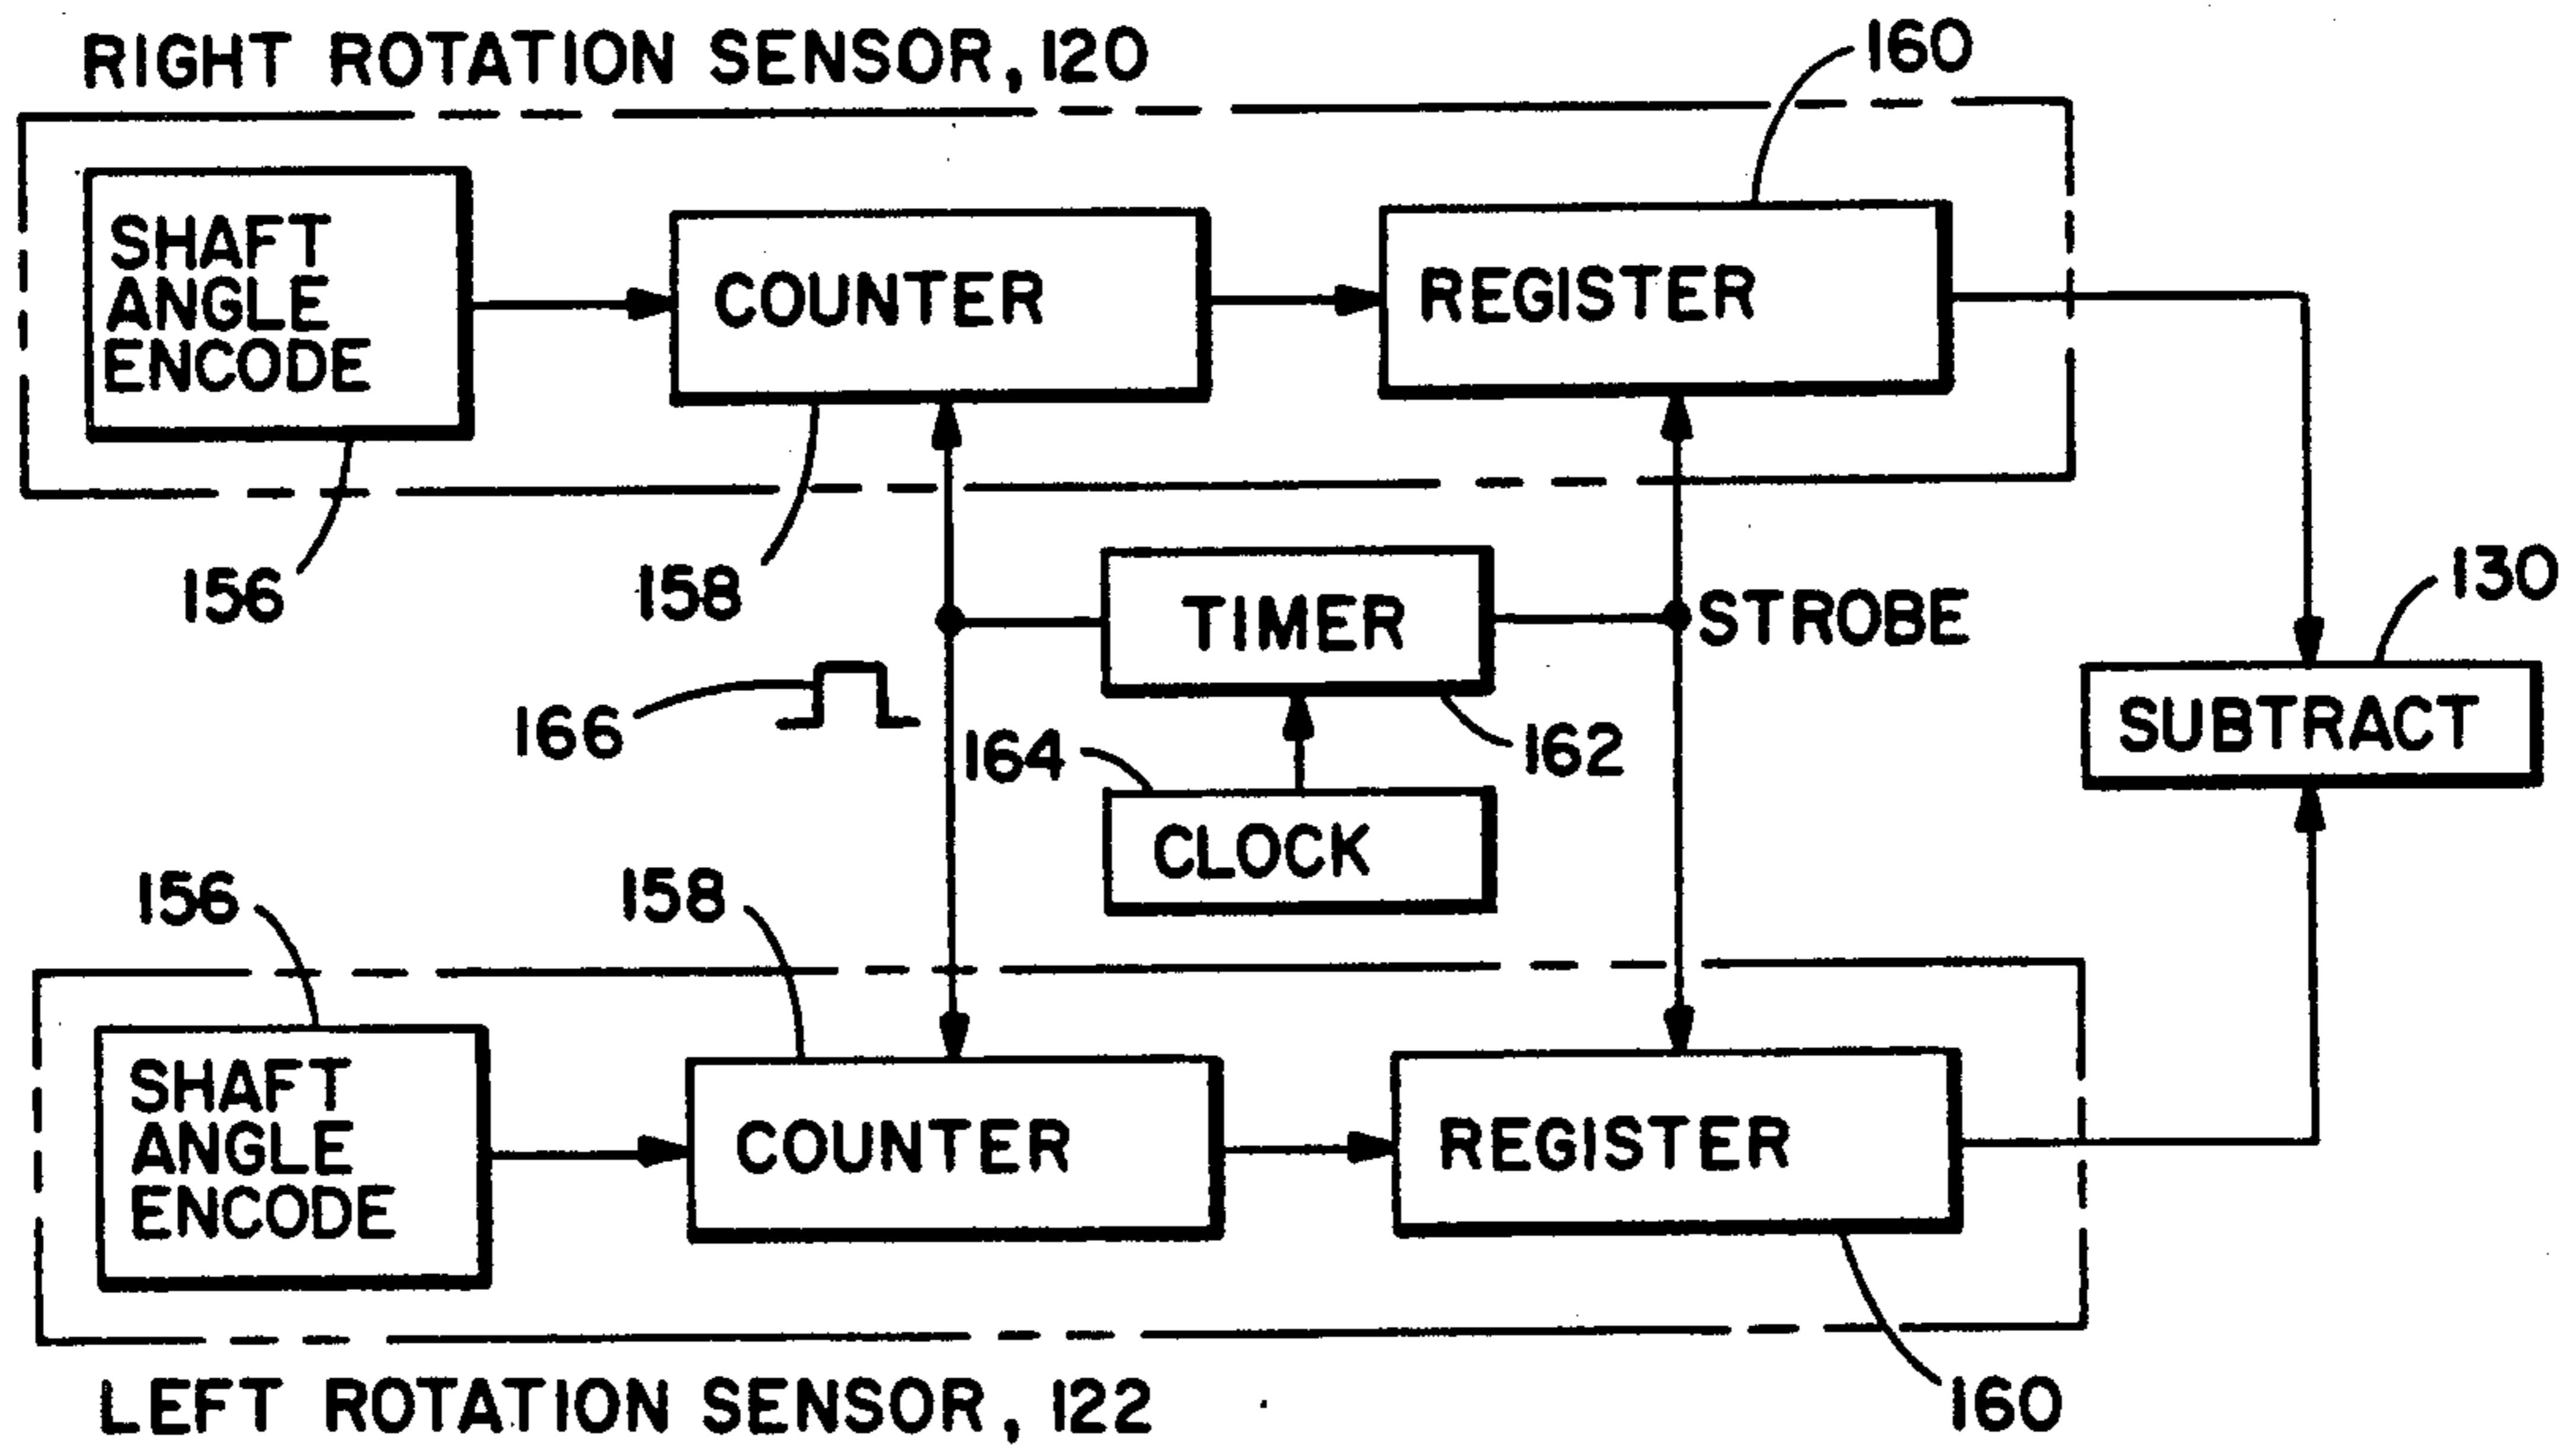 RIGHT ROTATION SENSOR, 120
160
SHAFT
ANGLE
ENCODE
COUNTER
REGISTER
156
158
TIMER
STROBE
130
166
164
162
SUBTRACT
CLOCK
156
158
SHAFT
ANGLE
ENCODE
COUNTER
REGISTER
LEFT ROTATION SENSOR, 122
160